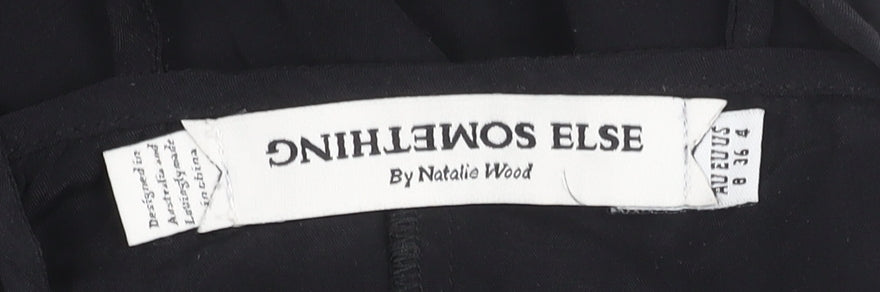 SOMETHING ELSE
By Natalie Wood
Designed in
Australia and
Lovingly made
in china
AU EU US
8 36 4